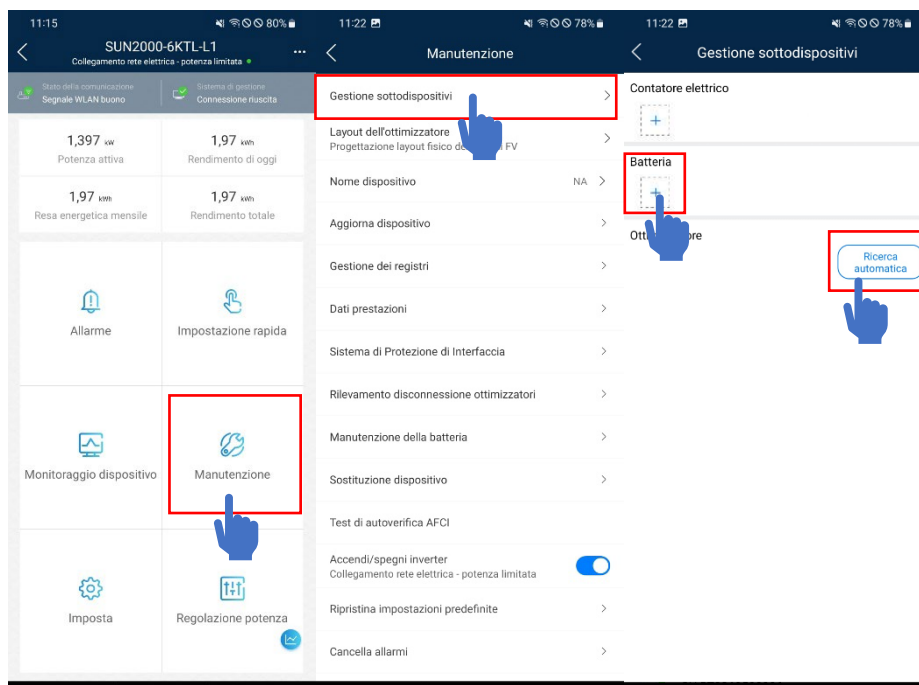 11:15
80%
SUN2000-6KTL-L1
Collegamento rete elettrica - potenza limitata
Stato della comunicazione
Segnale WLAN buono
Sistema di gestione
Connessione riuscita
1,397 kW
Potenza attiva
1,97 kWh
Rendimento di oggi
1,97 kWh
Resa energetica mensile
1,97 kWh
Rendimento totale
Allarme
Impostazione rapida
Monitoraggio dispositivo
Manutenzione
Imposta
Regolazione potenza
11:22
78%
Manutenzione
Gestione sottodispositivi
Layout dell'ottimizzatore
Progettazione layout fisico FV
Nome dispositivo
NA
Aggiorna dispositivo
Gestione dei registri
Dati prestazioni
Sistema di Protezione di Interfaccia
Rilevamento disconnessione ottimizzatori
Manutenzione della batteria
Sostituzione dispositivo
Test di autoverifica AFCI
Accendi/spegni inverter
Collegamento rete elettrica - potenza limitata
Ripristina impostazioni predefinite
Cancella allarmi
11:22
78%
Gestione sottodispositivi
Contatore elettrico
+
Batteria
+
Ricerca
automatica